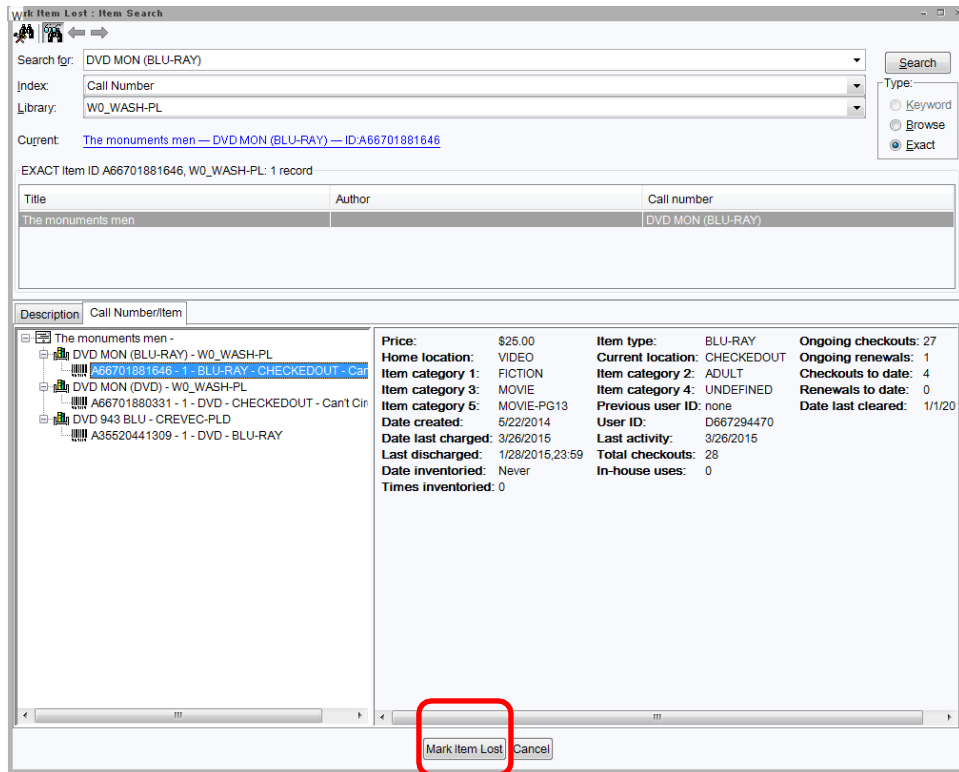 Wrk Item Lost : Item Search
Search for: DVD MON (BLU-RAY) Search
Index: Call Number Type:
Library: W0_WASH-PL Keyword
Browse
Current: The monuments men — DVD MON (BLU-RAY) — ID:A66701881646 Exact
EXACT Item ID A66701881646, W0_WASH-PL: 1 record
Title Author Call number
The monuments men DVD MON (BLU-RAY)
Description Call Number/Item
The monuments men -
DVD MON (BLU-RAY) - W0_WASH-PL
A66701881646 - 1 - BLU-RAY - CHECKEDOUT - Can
DVD MON (DVD) - W0_WASH-PL
A66701880331 - 1 - DVD - CHECKEDOUT - Can't Cir
DVD 943 BLU - CREVEC-PLD
A35520441309 - 1 - DVD - BLU-RAY
Price: $25.00 Item type: BLU-RAY Ongoing checkouts: 27
Home location: VIDEO Current location: CHECKEDOUT Ongoing renewals: 1
Item category 1: FICTION Item category 2: ADULT Checkouts to date: 4
Item category 3: MOVIE Item category 4: UNDEFINED Renewals to date: 0
Item category 5: MOVIE-PG13 Previous user ID: none Date last cleared: 1/1/20
Date created: 5/22/2014 User ID: D667294470
Date last charged: 3/26/2015 Last activity: 3/26/2015
Last discharged: 1/28/2015,23:59 Total checkouts: 28
Date inventoried: Never In-house uses: 0
Times inventoried: 0
Mark Item Lost Cancel